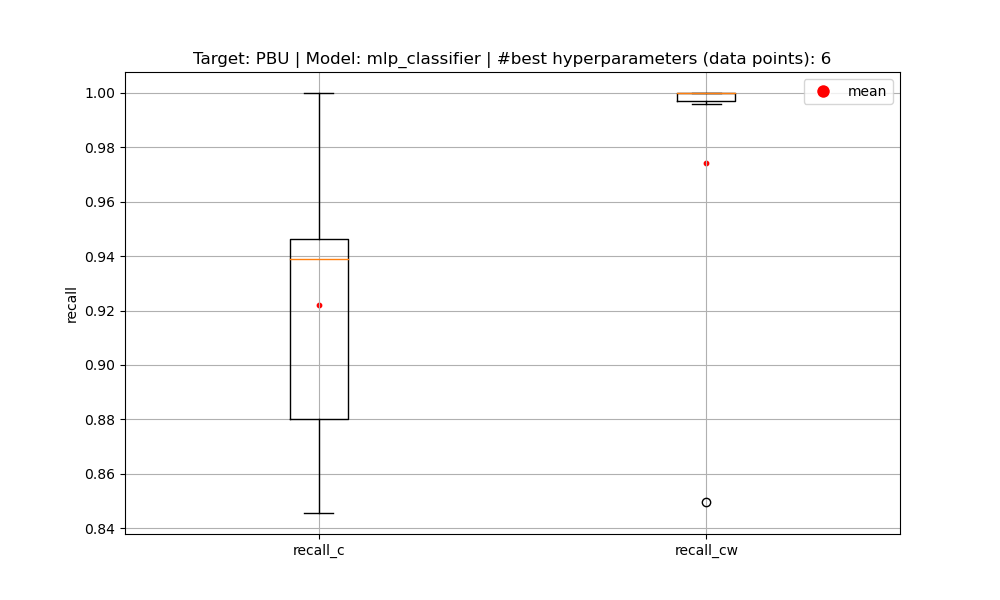 Target: PBU | Model: mlp_classifier | #best hyperparameters (data points): 6
mean
1.00
0.98
0.96
0.94
0.92
0.90
0.88
0.86
0.84
recall
recall_c
recall_cw